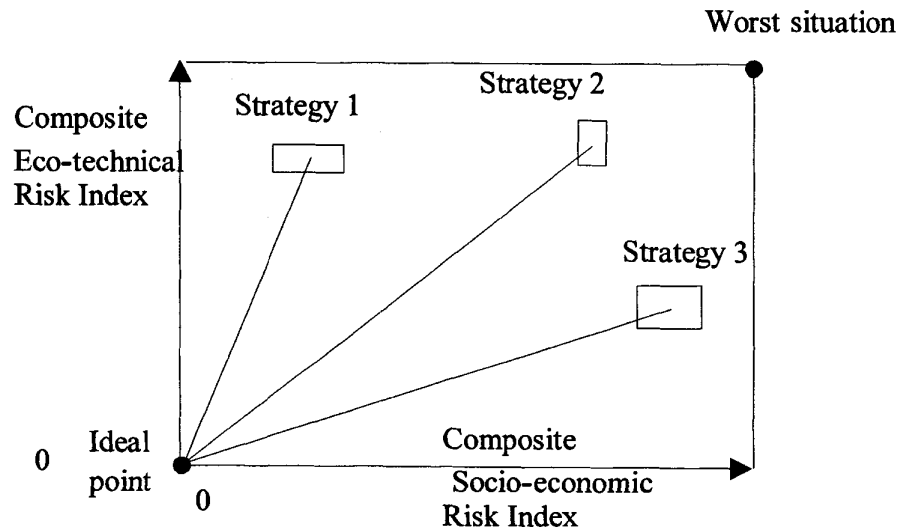 Worst situation
Strategy 2
Strategy 1
Composite
Eco-technical
Risk Index
Strategy 3
Ideal
point
0
0
Composite
Socio-economic
Risk Index